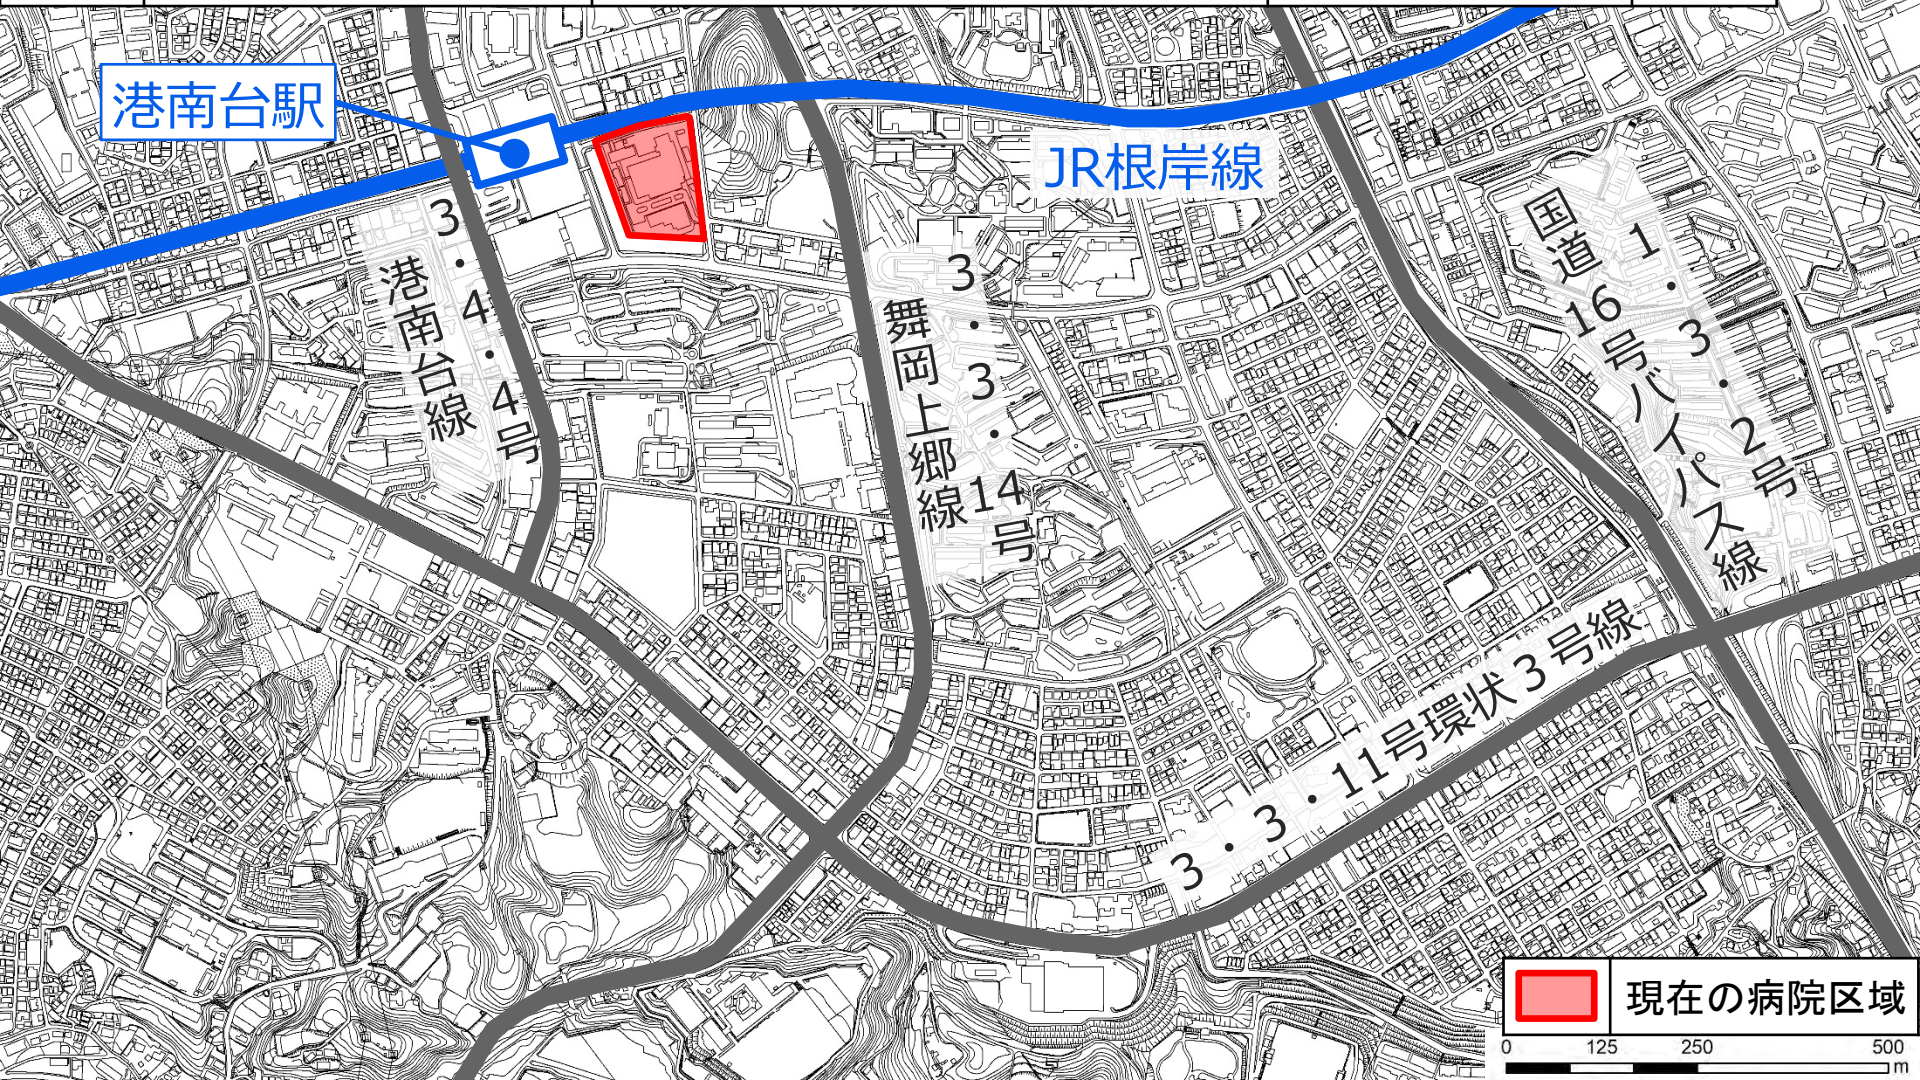 港南台駅
JR根岸線
3・4・4号
港南台線
3・3・14号
舞岡上郷線
1・3・2号
国道16号バイパス線
3・3・11号環状3号線
現在の病院区域
0 125 250 500
m